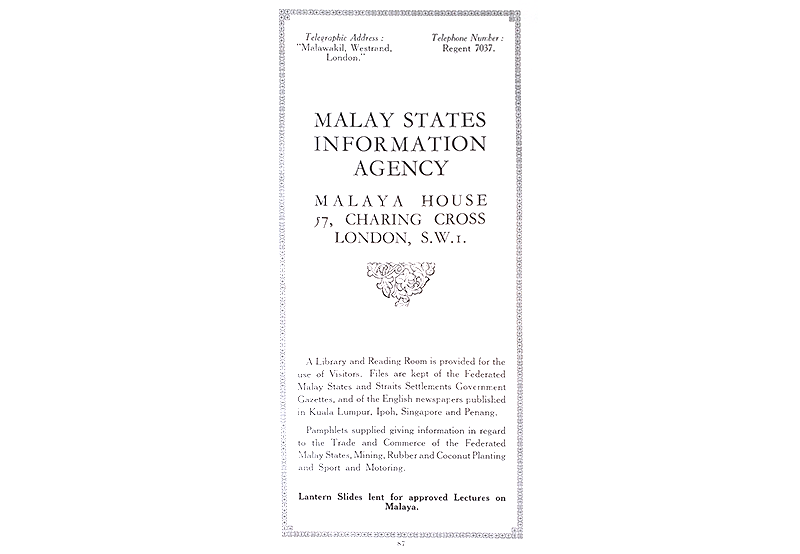 Telegraphic Address :
"Malawakil, Westrand,
London."
Telephone Number :
Regent 7037.
MALAY STATES
INFORMATION
AGENCY
MALAYA HOUSE
57, CHARING CROSS
LONDON, S.W.1.
A Library and Reading Room is provided for the
use of Visitors. Files are kept of the Federated
Malay States and Straits Settlements Government
Gazettes, and of the English newspapers published
in Kuala Lumpur, Ipoh, Singapore and Penang.
Pamphlets supplied giving information in regard
to the Trade and Commerce of the Federated
Malay States, Mining, Rubber and Coconut Planting
and Sport and Motoring.
Lantern Slides lent for approved Lectures on
Malaya.
87